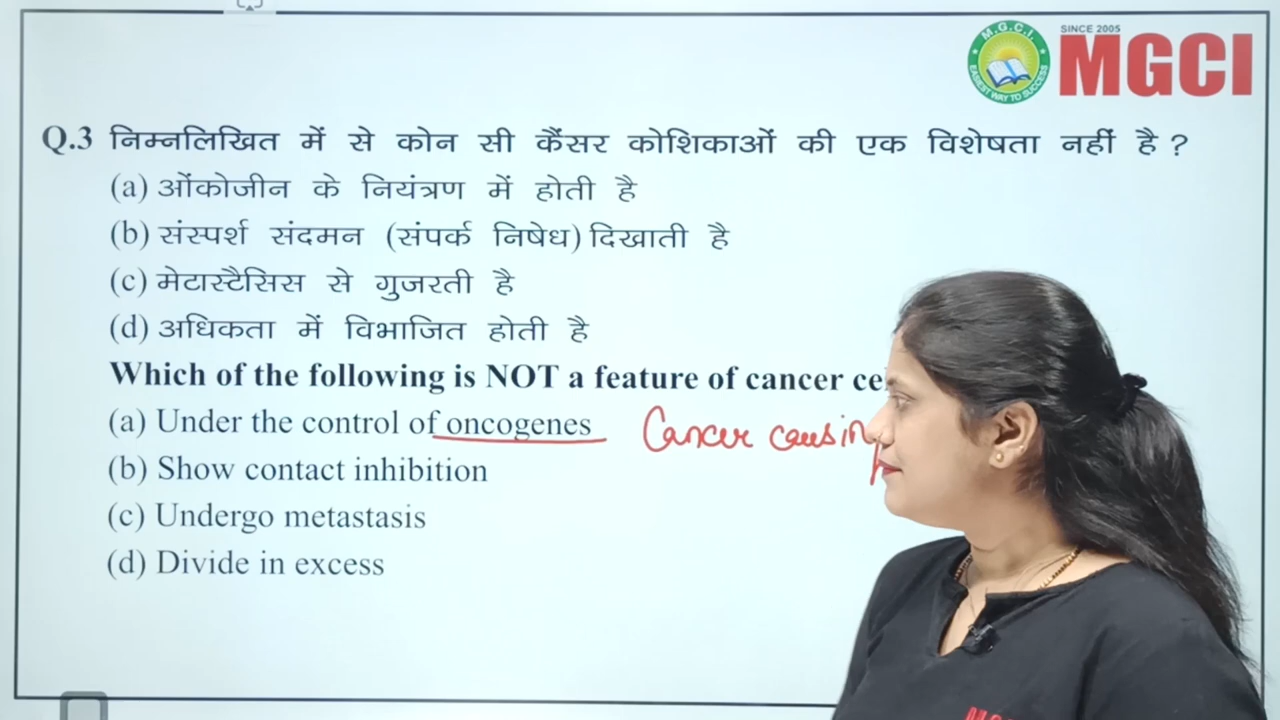 M.G.C.I.
EASIEST WAY TO SUCCESS
SINCE 2005
MGCI
Q.3 निम्नलिखित में से कोन सी कैंसर कोशिकाओं की एक विशेषता नहीं है ?
(a) ओंकोजीन के नियंत्रण में होती है
(b) संस्पर्श संदमन (संपर्क निषेध) दिखाती है
(c) मेटास्टैसिस से गुजरती है
(d) अधिकता में विभाजित होती है
Which of the following is NOT a feature of cancer
(a) Under the control of oncogenes Cancer causin
(b) Show contact inhibition
(c) Undergo metastasis
(d) Divide in excess